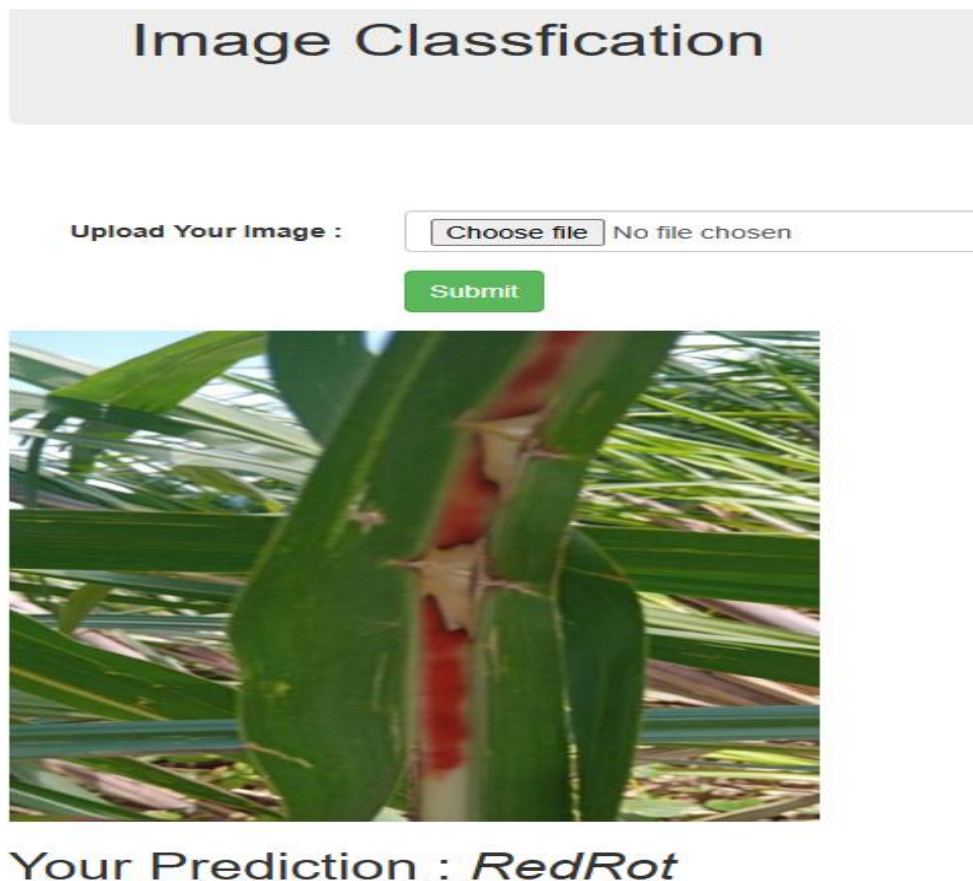 Image Classfication
Upload Your Image :
Choose file No file chosen
Submit
Your Prediction : RedRot